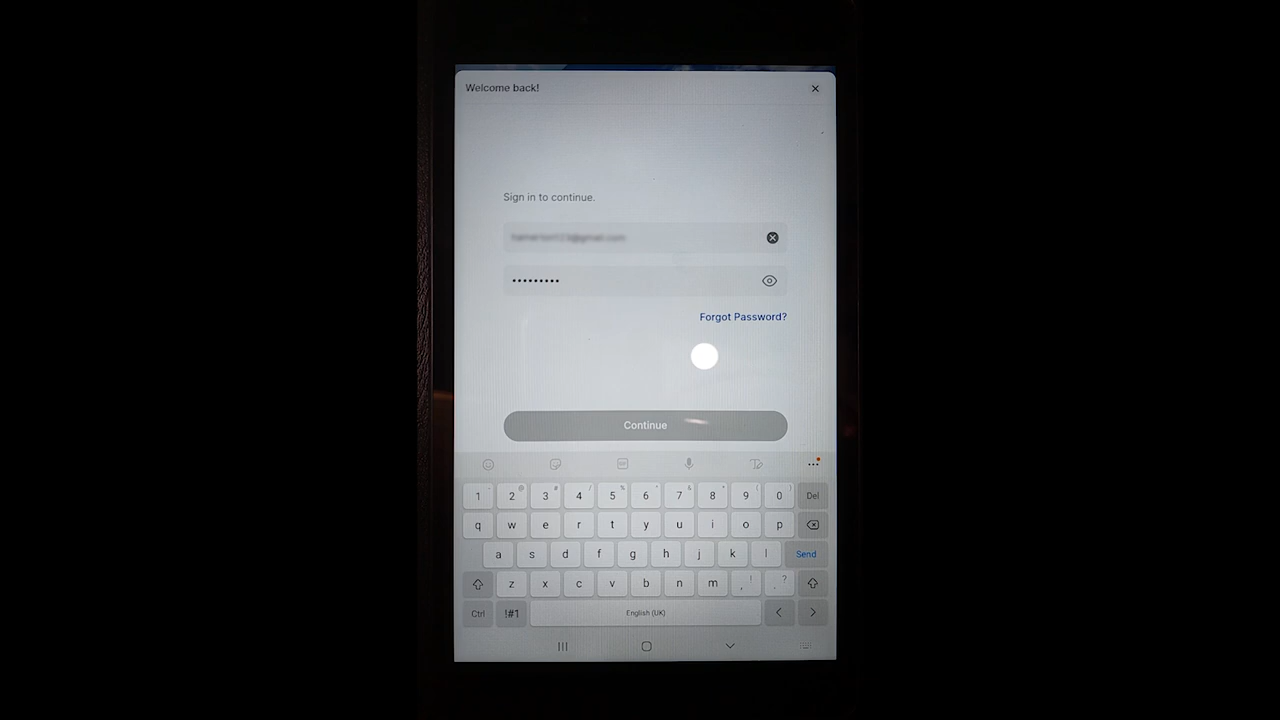 Welcome back!
Sign in to continue.
•••••••••
Forgot Password?
Continue
GIF
1 2 @ 3 # 4 / 5 % 6 ^ 7 & 8 * 9 ( 0 ) Del
q w e r t y u i o p
a s d f g h j k l Send
z x c v b n m , ! . ?
Ctrl !#1 English (UK) < >